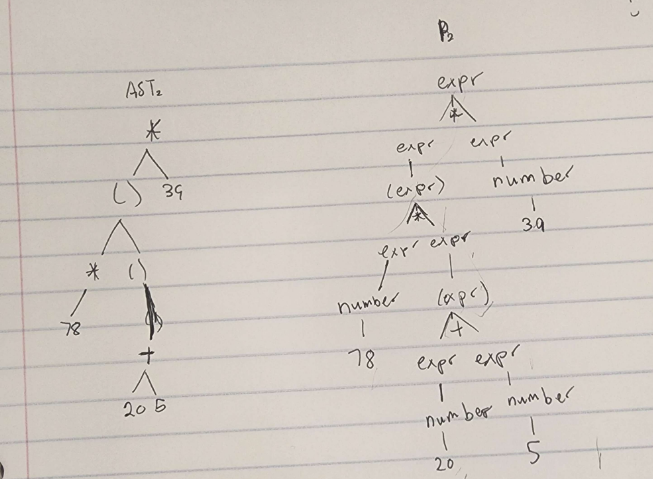 P₂
AST₂
expr
*
*
expr expr
( ) 39
(expr) number
*
39
expr expr
* ( )
number (expr)
78
+
78
+
expr expr
20 5
number number
20 5